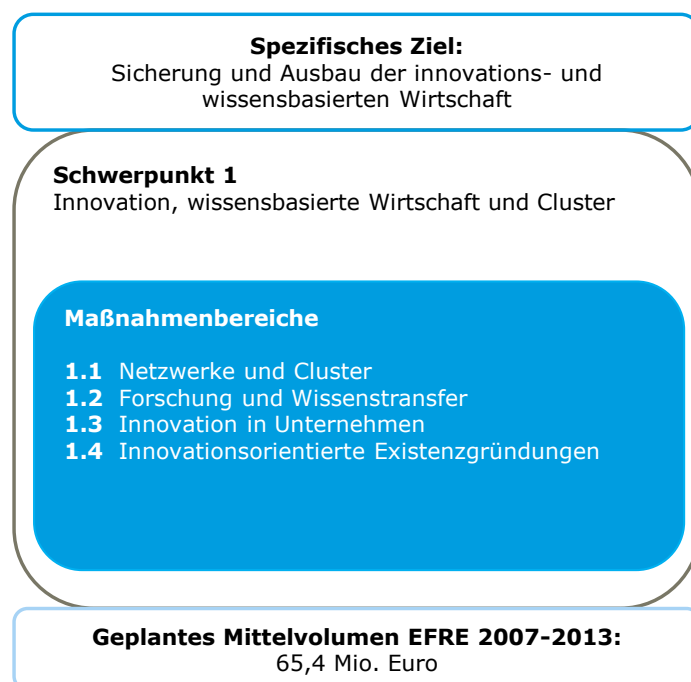 Spezifisches Ziel:
Sicherung und Ausbau der innovations- und
wissensbasierten Wirtschaft
Schwerpunkt 1
Innovation, wissensbasierte Wirtschaft und Cluster
Maßnahmenbereiche
1.1 Netzwerke und Cluster
1.2 Forschung und Wissenstransfer
1.3 Innovation in Unternehmen
1.4 Innovationsorientierte Existenzgründungen
Geplantes Mittelvolumen EFRE 2007-2013:
65,4 Mio. Euro